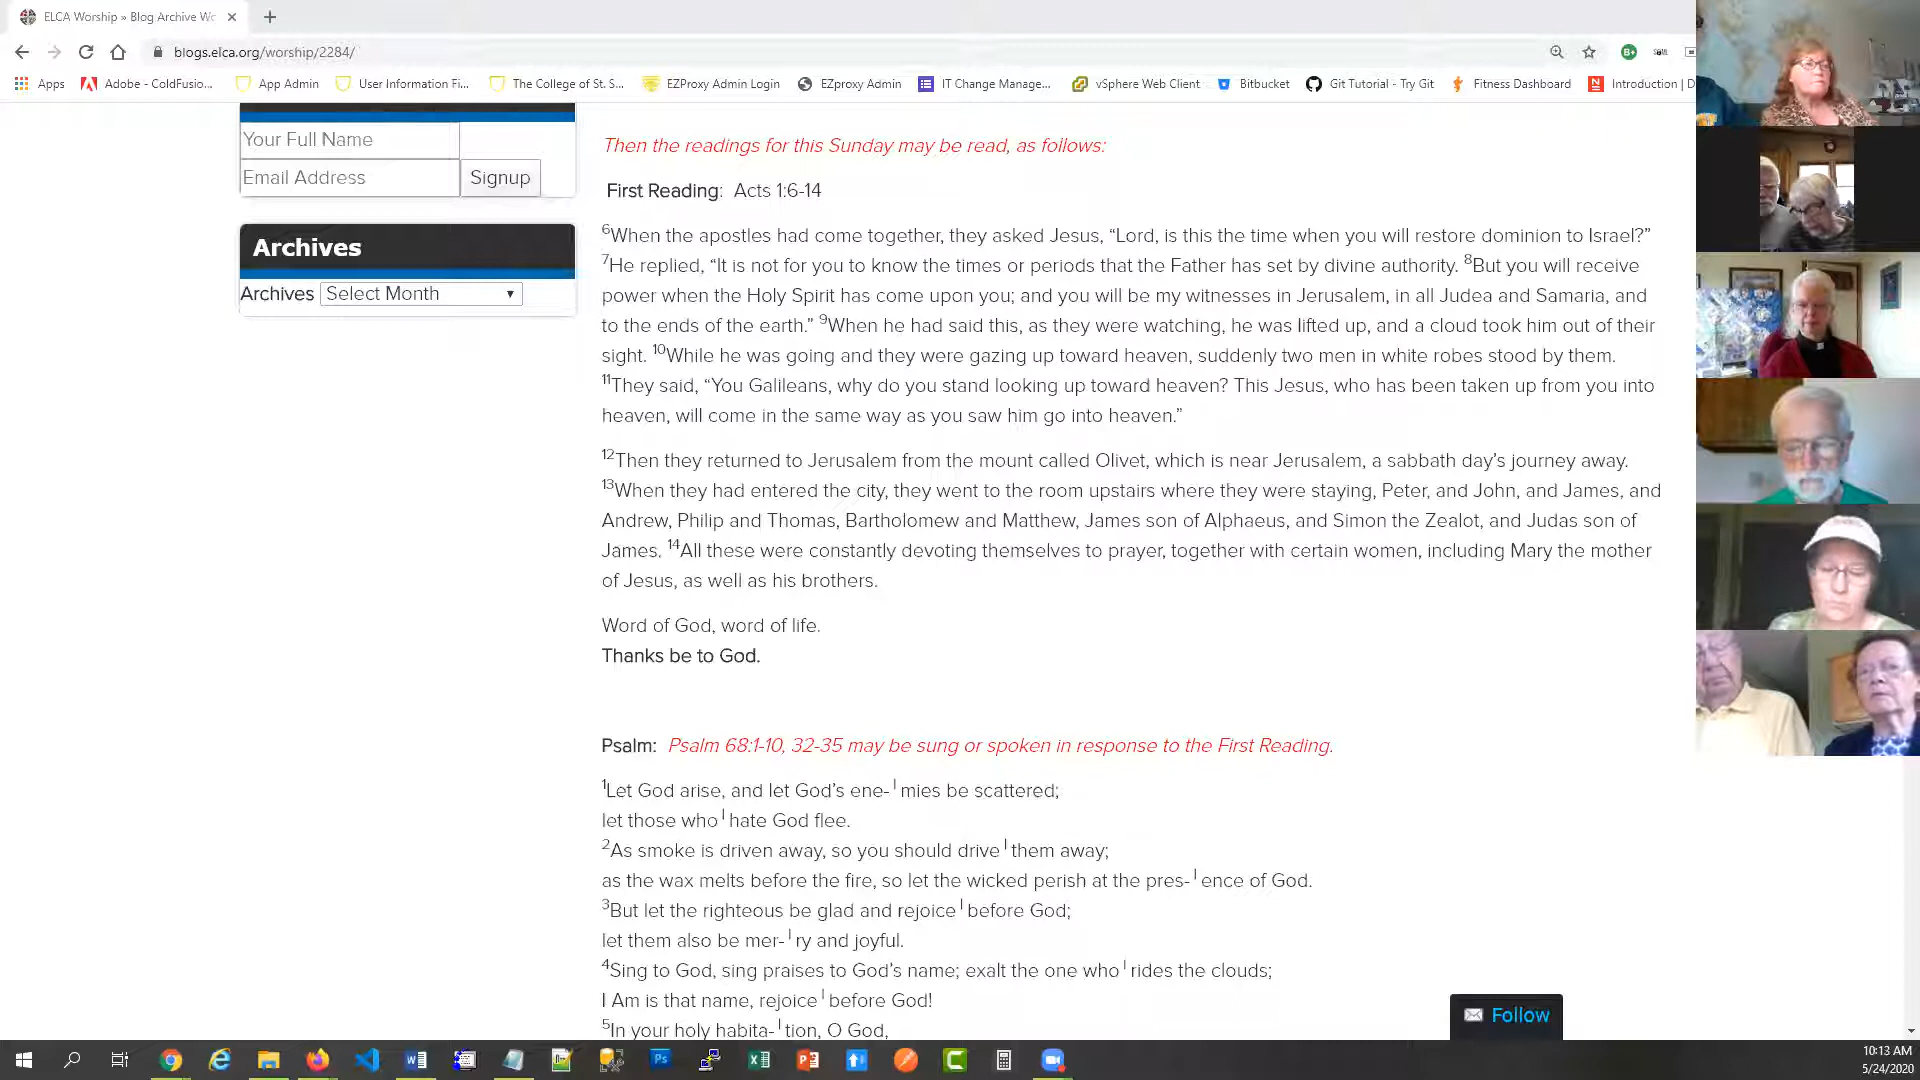 ELCA Worship » Blog Archive Wo
blogs.elca.org/worship/2284/
Apps
Adobe - ColdFusio...
App Admin
User Information Fi...
The College of St. S...
EZProxy Admin Login
EZproxy Admin
IT Change Manage...
vSphere Web Client
Bitbucket
Git Tutorial - Try Git
Fitness Dashboard
Introduction | D
Your Full Name
Email Address
Signup
Archives
Archives Select Month
Then the readings for this Sunday may be read, as follows:
First Reading: Acts 1:6-14
6When the apostles had come together, they asked Jesus, “Lord, is this the time when you will restore dominion to Israel?”
7He replied, “It is not for you to know the times or periods that the Father has set by divine authority. 8But you will receive
power when the Holy Spirit has come upon you; and you will be my witnesses in Jerusalem, in all Judea and Samaria, and
to the ends of the earth.” 9When he had said this, as they were watching, he was lifted up, and a cloud took him out of their
sight. 10While he was going and they were gazing up toward heaven, suddenly two men in white robes stood by them.
11They said, “You Galileans, why do you stand looking up toward heaven? This Jesus, who has been taken up from you into
heaven, will come in the same way as you saw him go into heaven.”
12Then they returned to Jerusalem from the mount called Olivet, which is near Jerusalem, a sabbath day’s journey away.
13When they had entered the city, they went to the room upstairs where they were staying, Peter, and John, and James, and
Andrew, Philip and Thomas, Bartholomew and Matthew, James son of Alphaeus, and Simon the Zealot, and Judas son of
James. 14All these were constantly devoting themselves to prayer, together with certain women, including Mary the mother
of Jesus, as well as his brothers.
Word of God, word of life.
Thanks be to God.
Psalm: Psalm 68:1-10, 32-35 may be sung or spoken in response to the First Reading.
1Let God arise, and let God’s ene- | mies be scattered;
let those who | hate God flee.
2As smoke is driven away, so you should drive | them away;
as the wax melts before the fire, so let the wicked perish at the pres- | ence of God.
3But let the righteous be glad and rejoice | before God;
let them also be mer- | ry and joyful.
4Sing to God, sing praises to God’s name; exalt the one who | rides the clouds;
I Am is that name, rejoice | before God!
5In your holy habita- | tion, O God,
Follow
10:13 AM
5/24/2020